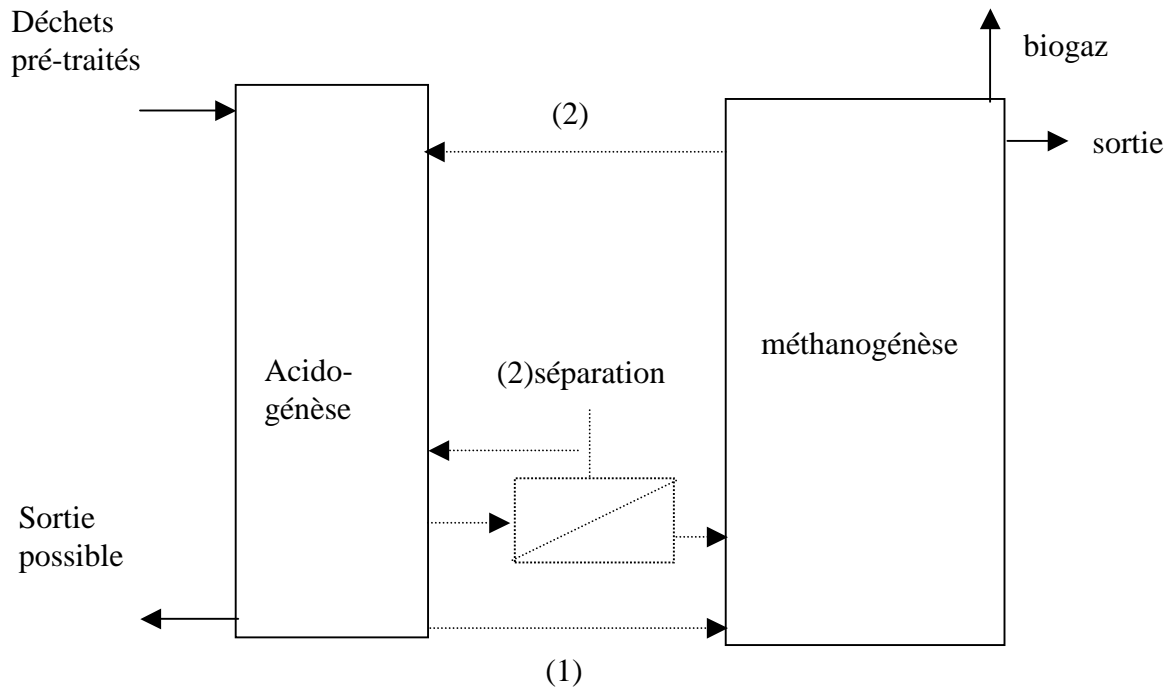 Déchets
pré-traités
biogaz
(2)
sortie
méthanogénèse
Acido-
génèse
(2)séparation
Sortie
possible
(1)